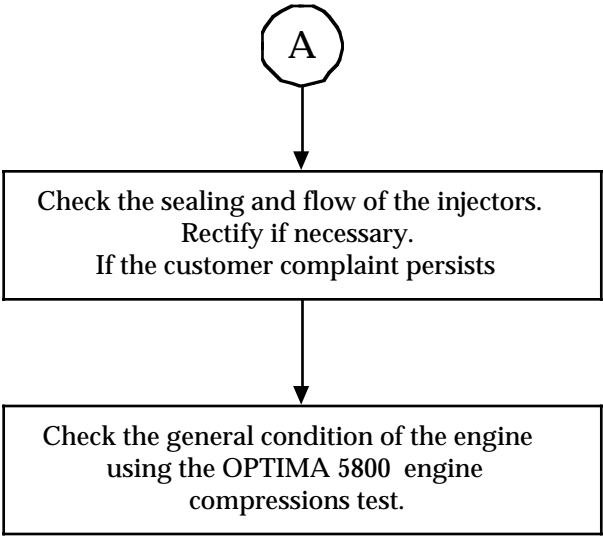 A
Check the sealing and flow of the injectors.
Rectify if necessary.
If the customer complaint persists
Check the general condition of the engine
using the OPTIMA 5800 engine
compressions test.